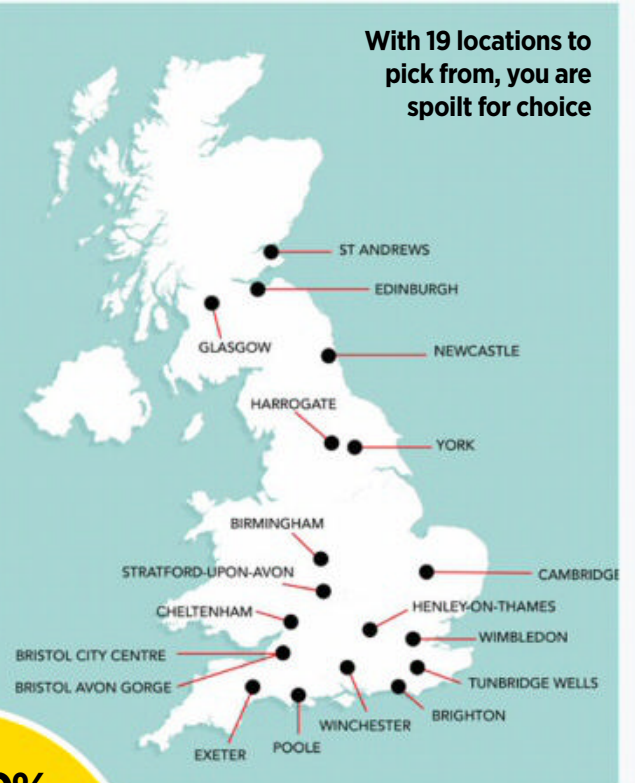 With 19 locations to
pick from, you are
spoilt for choice
ST ANDREWS
EDINBURGH
GLASGOW
NEWCASTLE
HARROGATE
YORK
BIRMINGHAM
STRATFORD-UPON-AVON
CAMBRIDGE
CHELTENHAM
HENLEY-ON-THAMES
WIMBLEDON
BRISTOL CITY CENTRE
BRISTOL AVON GORGE
TUNBRIDGE WELLS
WINCHESTER
BRIGHTON
EXETER
POOLE